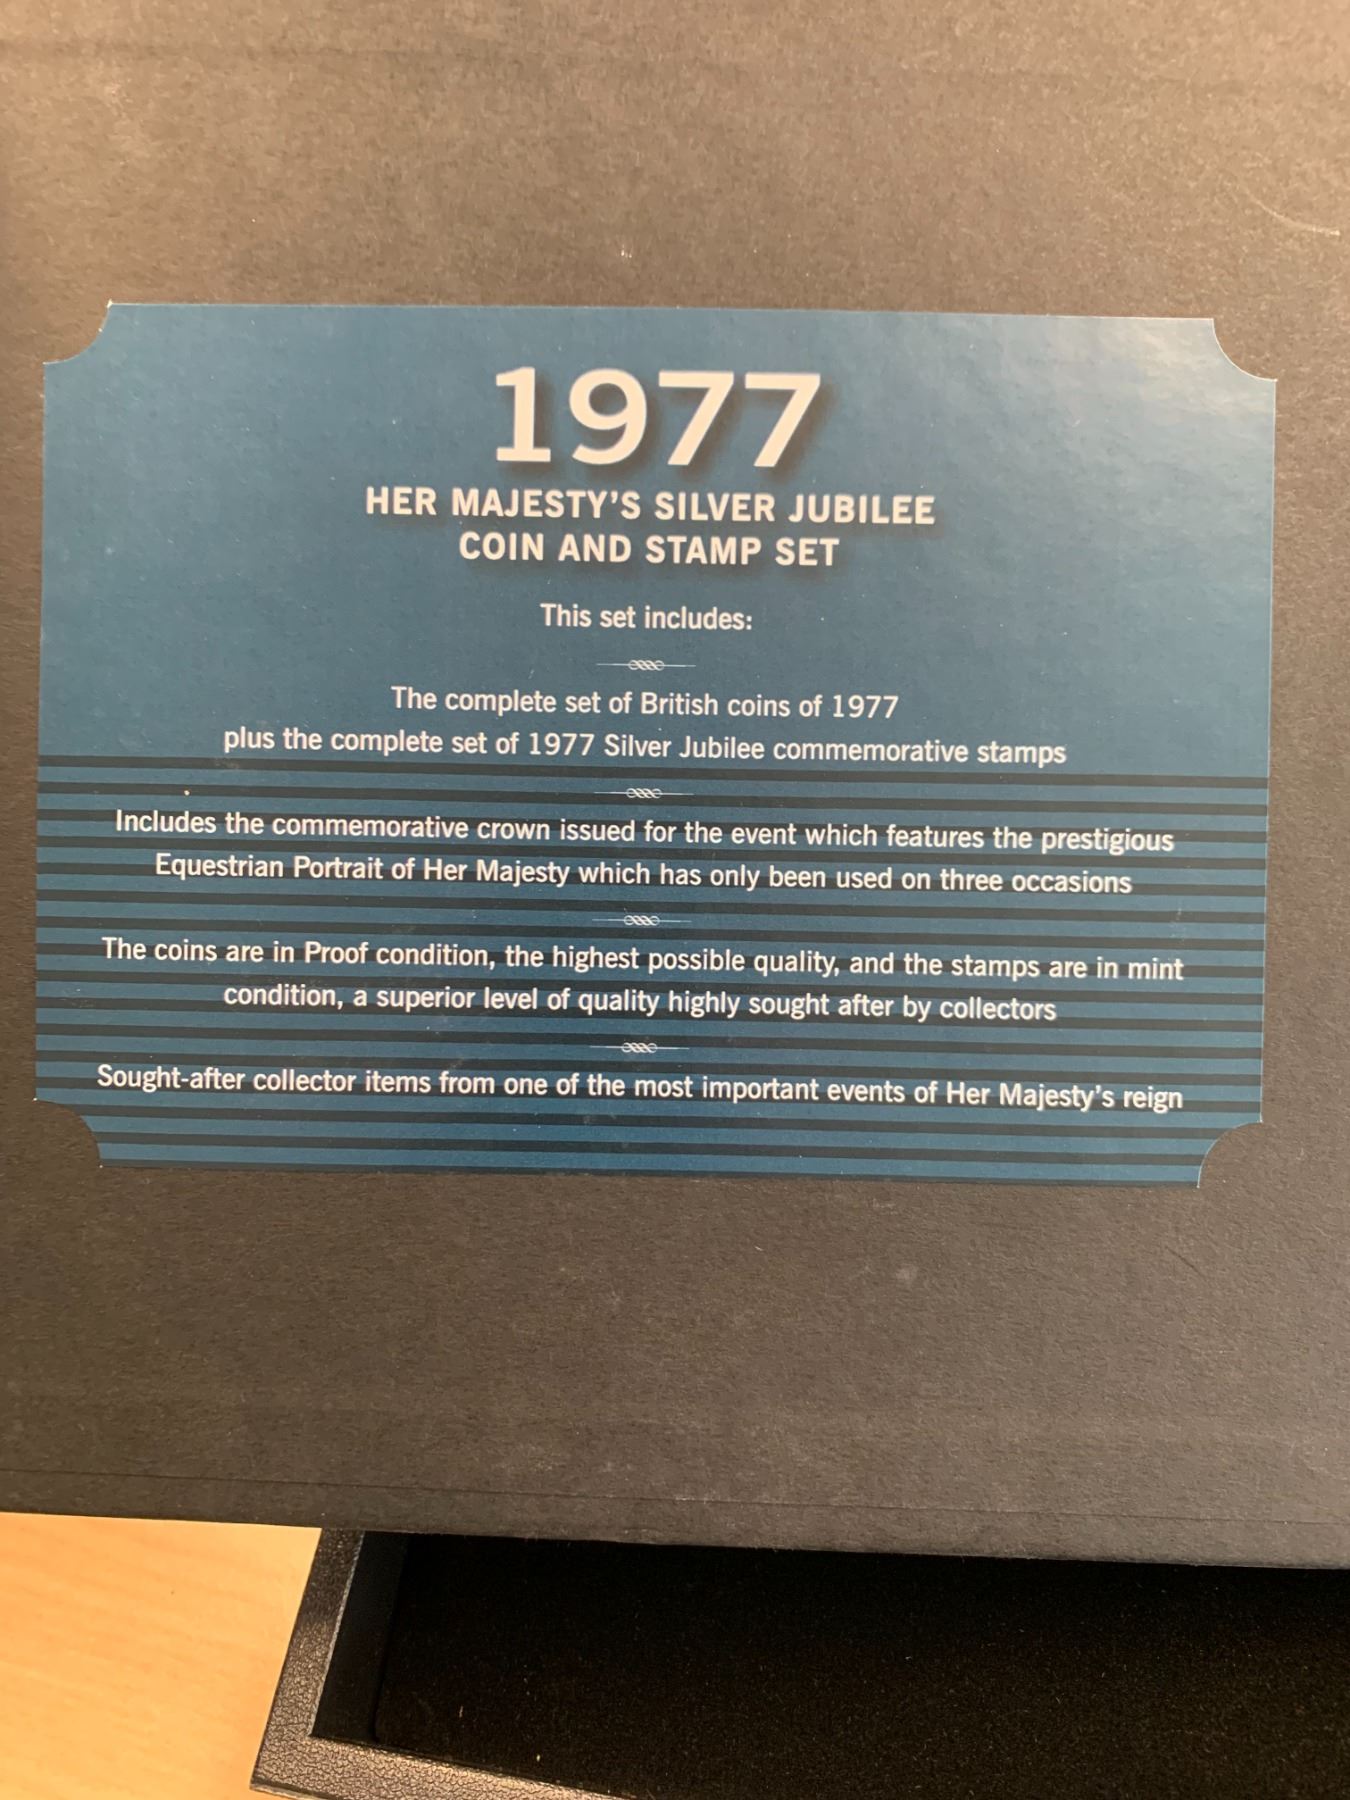 1977
HER MAJESTY'S SILVER JUBILEE
COIN AND STAMP SET
This set includes:
The complete set of British coins of 1977
plus the complete set of 1977 Silver Jubilee commemorative stamps
Includes the commemorative crown issued for the event which features the prestigious
Equestrian Portrait of Her Majesty which has only been used on three occasions
The coins are in Proof condition, the highest possible quality, and the stamps are in mint
condition, a superior level of quality highly sought after by collectors
Sought-after collector items from one of the most important events of Her Majesty's reign